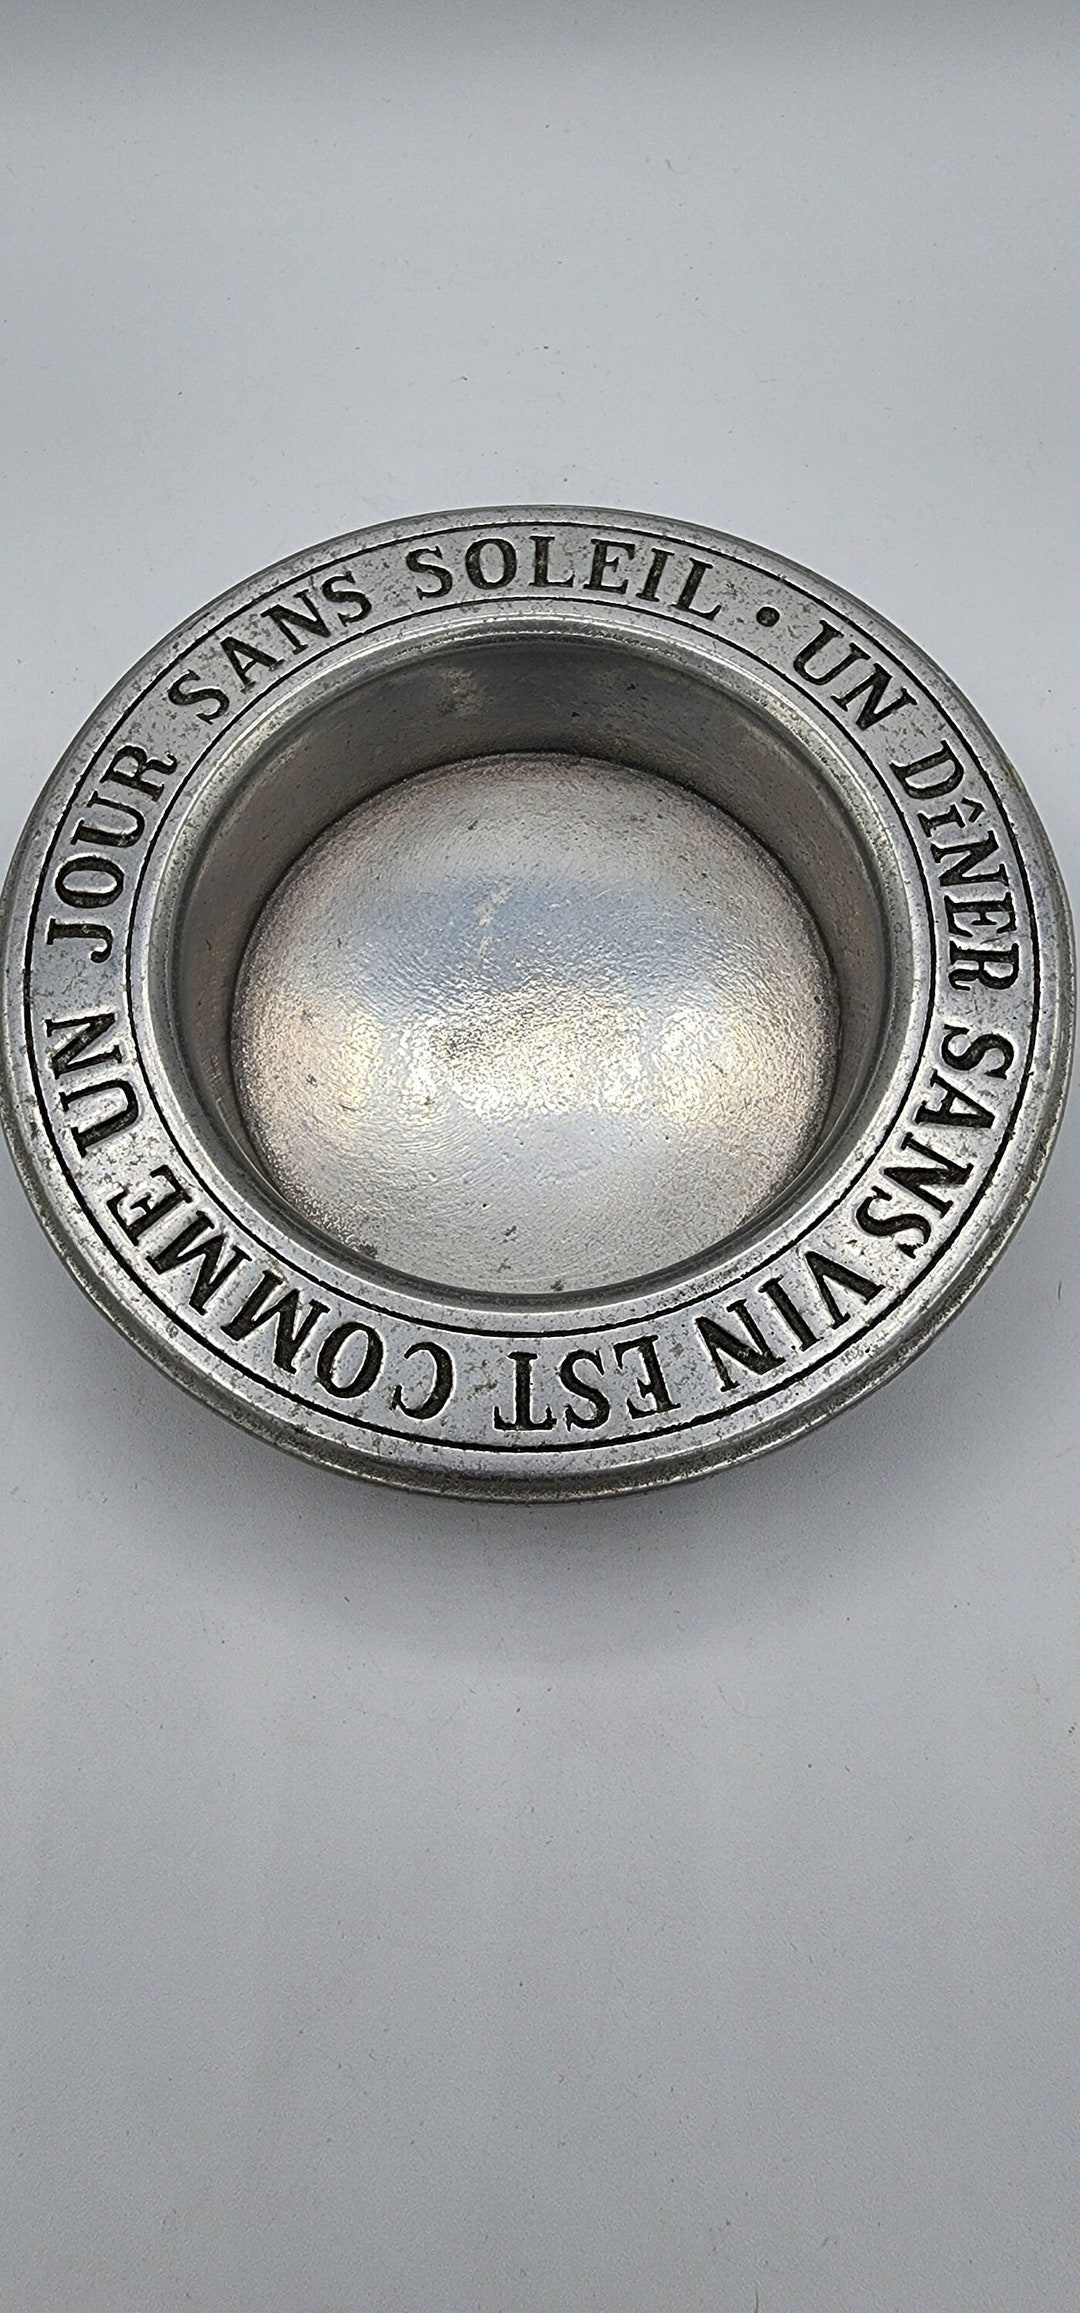 UN DîNER SANS VIN EST COMME UN JOUR SANS SOLEIL •